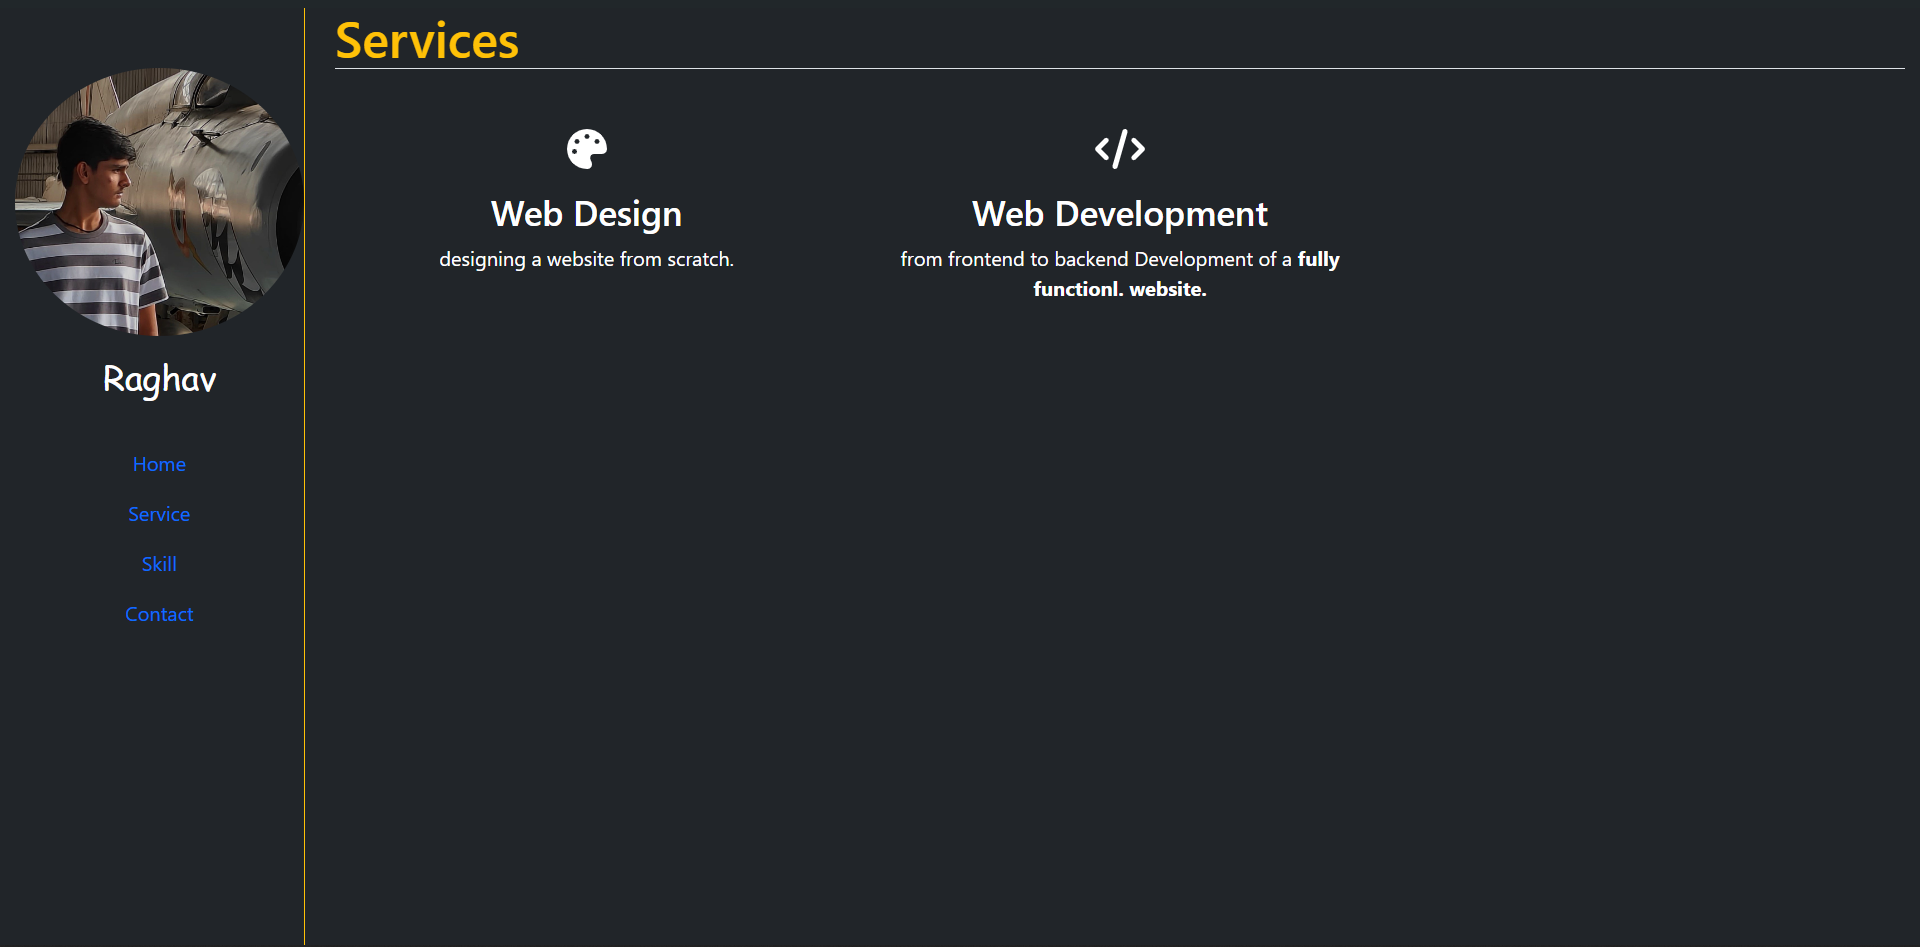 Services
Raghav
Home
Service
Skill
Contact
Web Design
designing a website from scratch.
Web Development
from frontend to backend Development of a fully
functionl. website.